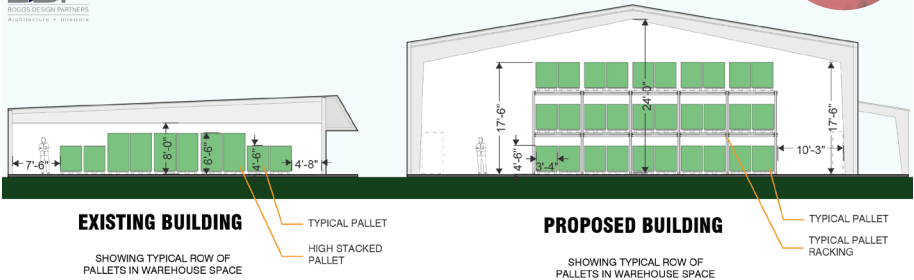 BOGGS DESIGN PARTNERS
Architecture + Interiors
7'-6"
8'-0"
6'-6"
4'-6"
4'-8"
17'-6"
4'-6"
3'-4"
24'-0"
17'-6"
10'-3"
EXISTING BUILDING
SHOWING TYPICAL ROW OF
PALLETS IN WAREHOUSE SPACE
TYPICAL PALLET
HIGH STACKED
PALLET
PROPOSED BUILDING
SHOWING TYPICAL ROW OF
PALLETS IN WAREHOUSE SPACE
TYPICAL PALLET
TYPICAL PALLET
RACKING